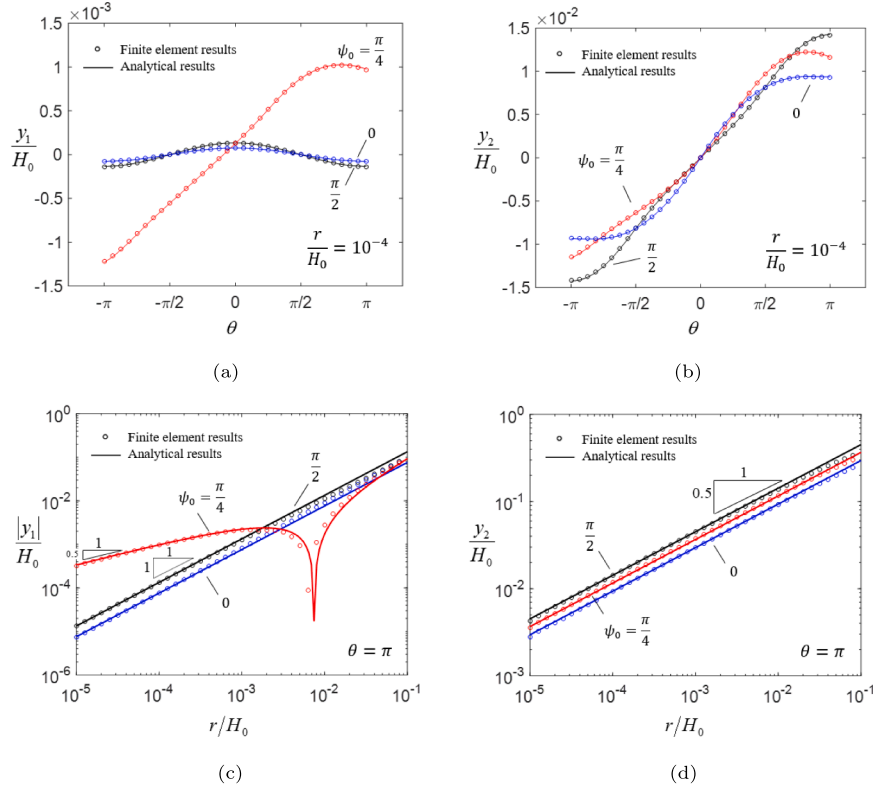 ×10⁻³
1.5
1
0.5
0
-0.5
-1
-1.5
y₁/H₀
Finite element results
Analytical results
ψ₀ = π/4
0
π/2
r/H₀ = 10⁻⁴
-π -π/2 0 π/2 π
θ
(a)
×10⁻²
1.5
1.0
0.5
0
-0.5
-1.0
-1.5
y₂/H₀
Finite element results
Analytical results
0
ψ₀ = π/4
π/2
r/H₀ = 10⁻⁴
-π -π/2 0 π/2 π
θ
(b)
10⁰
10⁻²
10⁻⁴
10⁻⁶
|y₁|/H₀
Finite element results
Analytical results
π/2
ψ₀ = π/4
0.5 1
1 1
0
θ = π
10⁻⁵ 10⁻⁴ 10⁻³ 10⁻² 10⁻¹
r/H₀
(c)
10⁰
10⁻¹
10⁻²
10⁻³
y₂/H₀
Finite element results
Analytical results
1
0.5
π/2
0
ψ₀ = π/4
θ = π
10⁻⁵ 10⁻⁴ 10⁻³ 10⁻² 10⁻¹
r/H₀
(d)